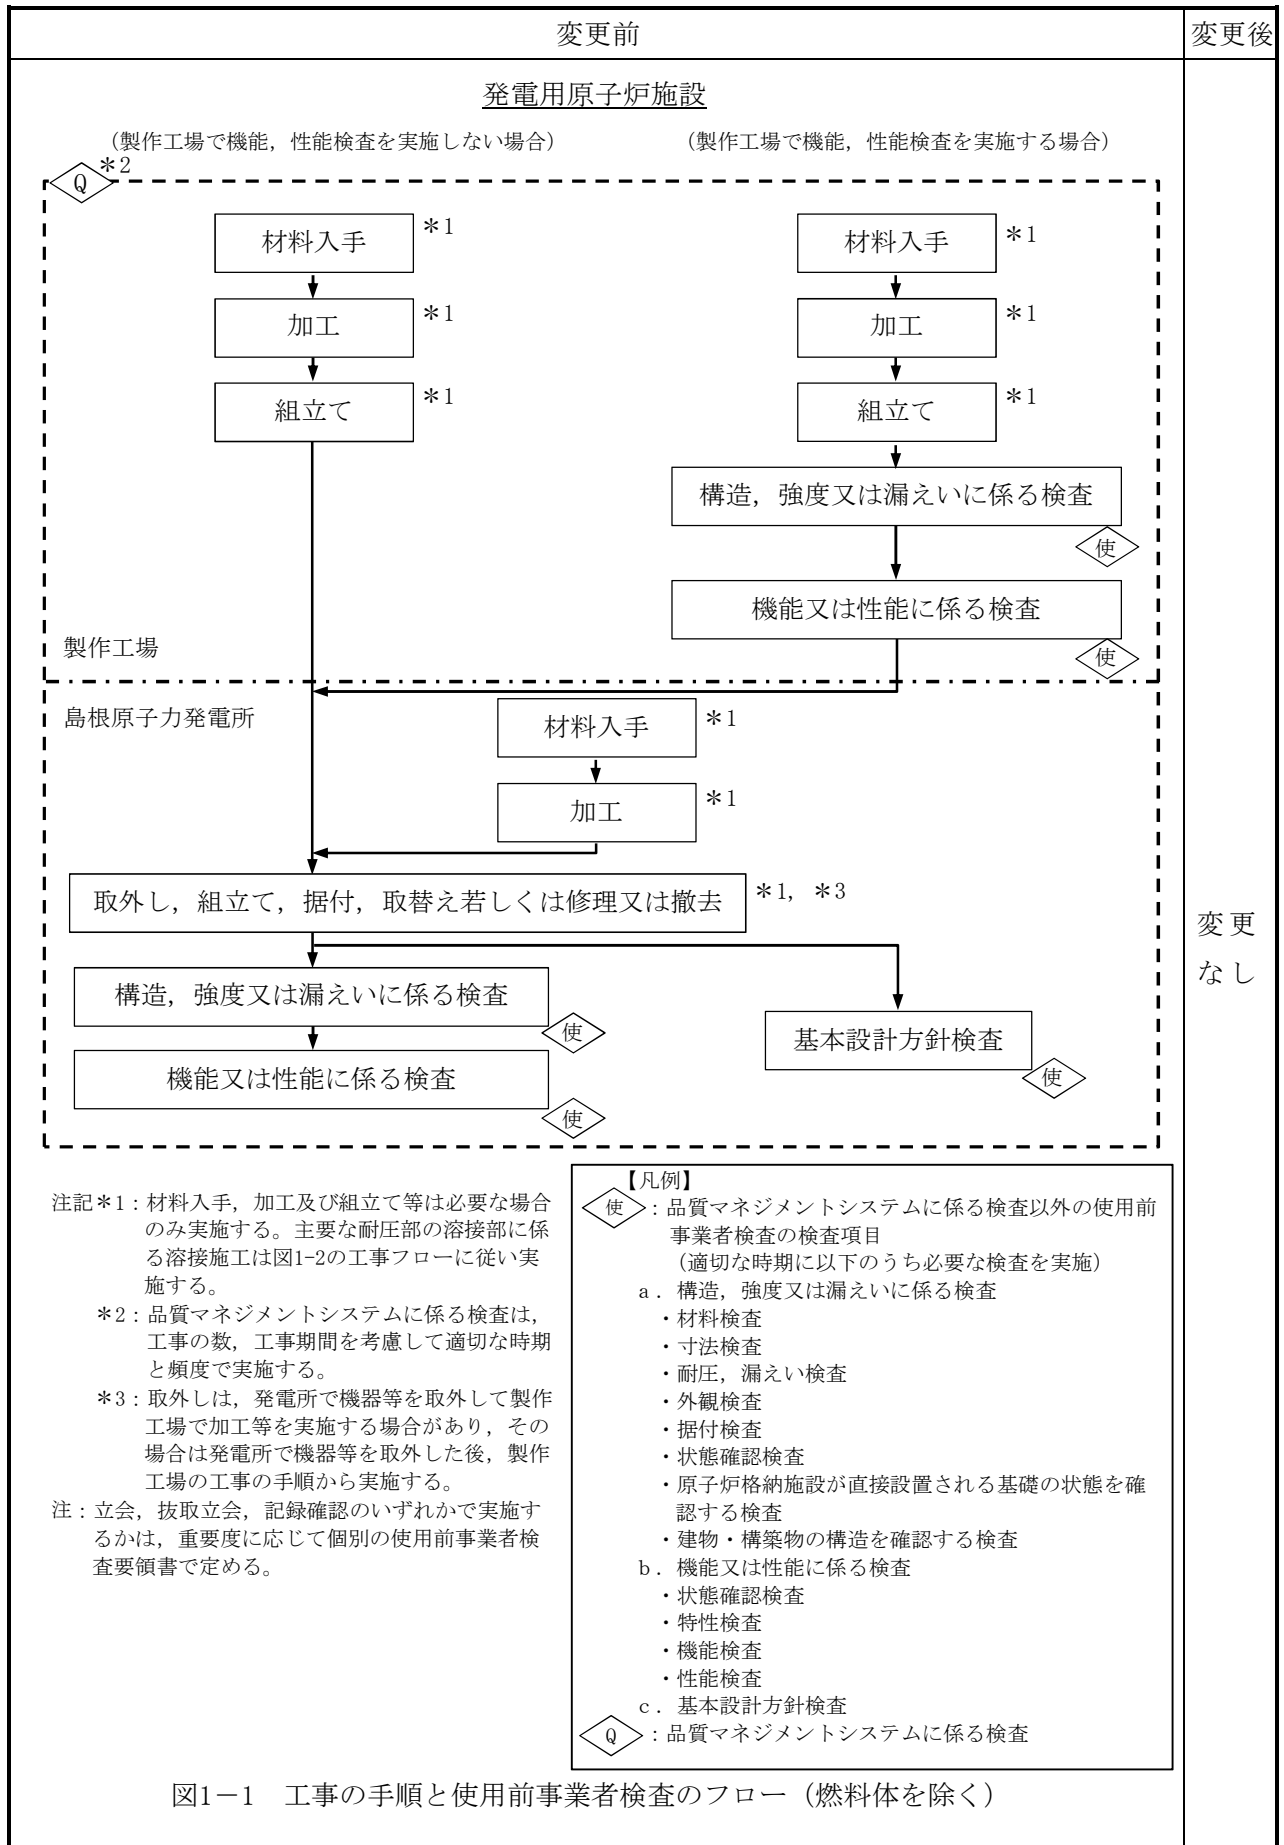 変更前
変更後
発電用原子炉施設
（製作工場で機能，性能検査を実施しない場合）
（製作工場で機能，性能検査を実施する場合）
Q
＊2
材料入手
＊1
加工
＊1
組立て
＊1
材料入手
＊1
加工
＊1
組立て
＊1
構造，強度又は漏えいに係る検査
使
機能又は性能に係る検査
使
製作工場
島根原子力発電所
材料入手
＊1
加工
＊1
取外し，組立て，据付，取替え若しくは修理又は撤去
＊1，＊3
構造，強度又は漏えいに係る検査
使
機能又は性能に係る検査
使
基本設計方針検査
使
変更
なし
注記＊1：材料入手，加工及び組立て等は必要な場合
のみ実施する。主要な耐圧部の溶接部に係
る溶接施工は図1-2の工事フローに従い実
施する。
＊2：品質マネジメントシステムに係る検査は，
工事の数，工事期間を考慮して適切な時期
と頻度で実施する。
＊3：取外しは，発電所で機器等を取外して製作
工場で加工等を実施する場合があり，その
場合は発電所で機器等を取外した後，製作
工場の工事の手順から実施する。
注：立会，抜取立会，記録確認のいずれかで実施す
るかは，重要度に応じて個別の使用前事業者検
査要領書で定める。
【凡例】
使：品質マネジメントシステムに係る検査以外の使用前
事業者検査の検査項目
（適切な時期に以下のうち必要な検査を実施）
ａ．構造，強度又は漏えいに係る検査
・材料検査
・寸法検査
・耐圧，漏えい検査
・外観検査
・据付検査
・状態確認検査
・原子炉格納施設が直接設置される基礎の状態を確
認する検査
・建物・構築物の構造を確認する検査
ｂ．機能又は性能に係る検査
・状態確認検査
・特性検査
・機能検査
・性能検査
ｃ．基本設計方針検査
Q：品質マネジメントシステムに係る検査
図1－1　工事の手順と使用前事業者検査のフロー（燃料体を除く）